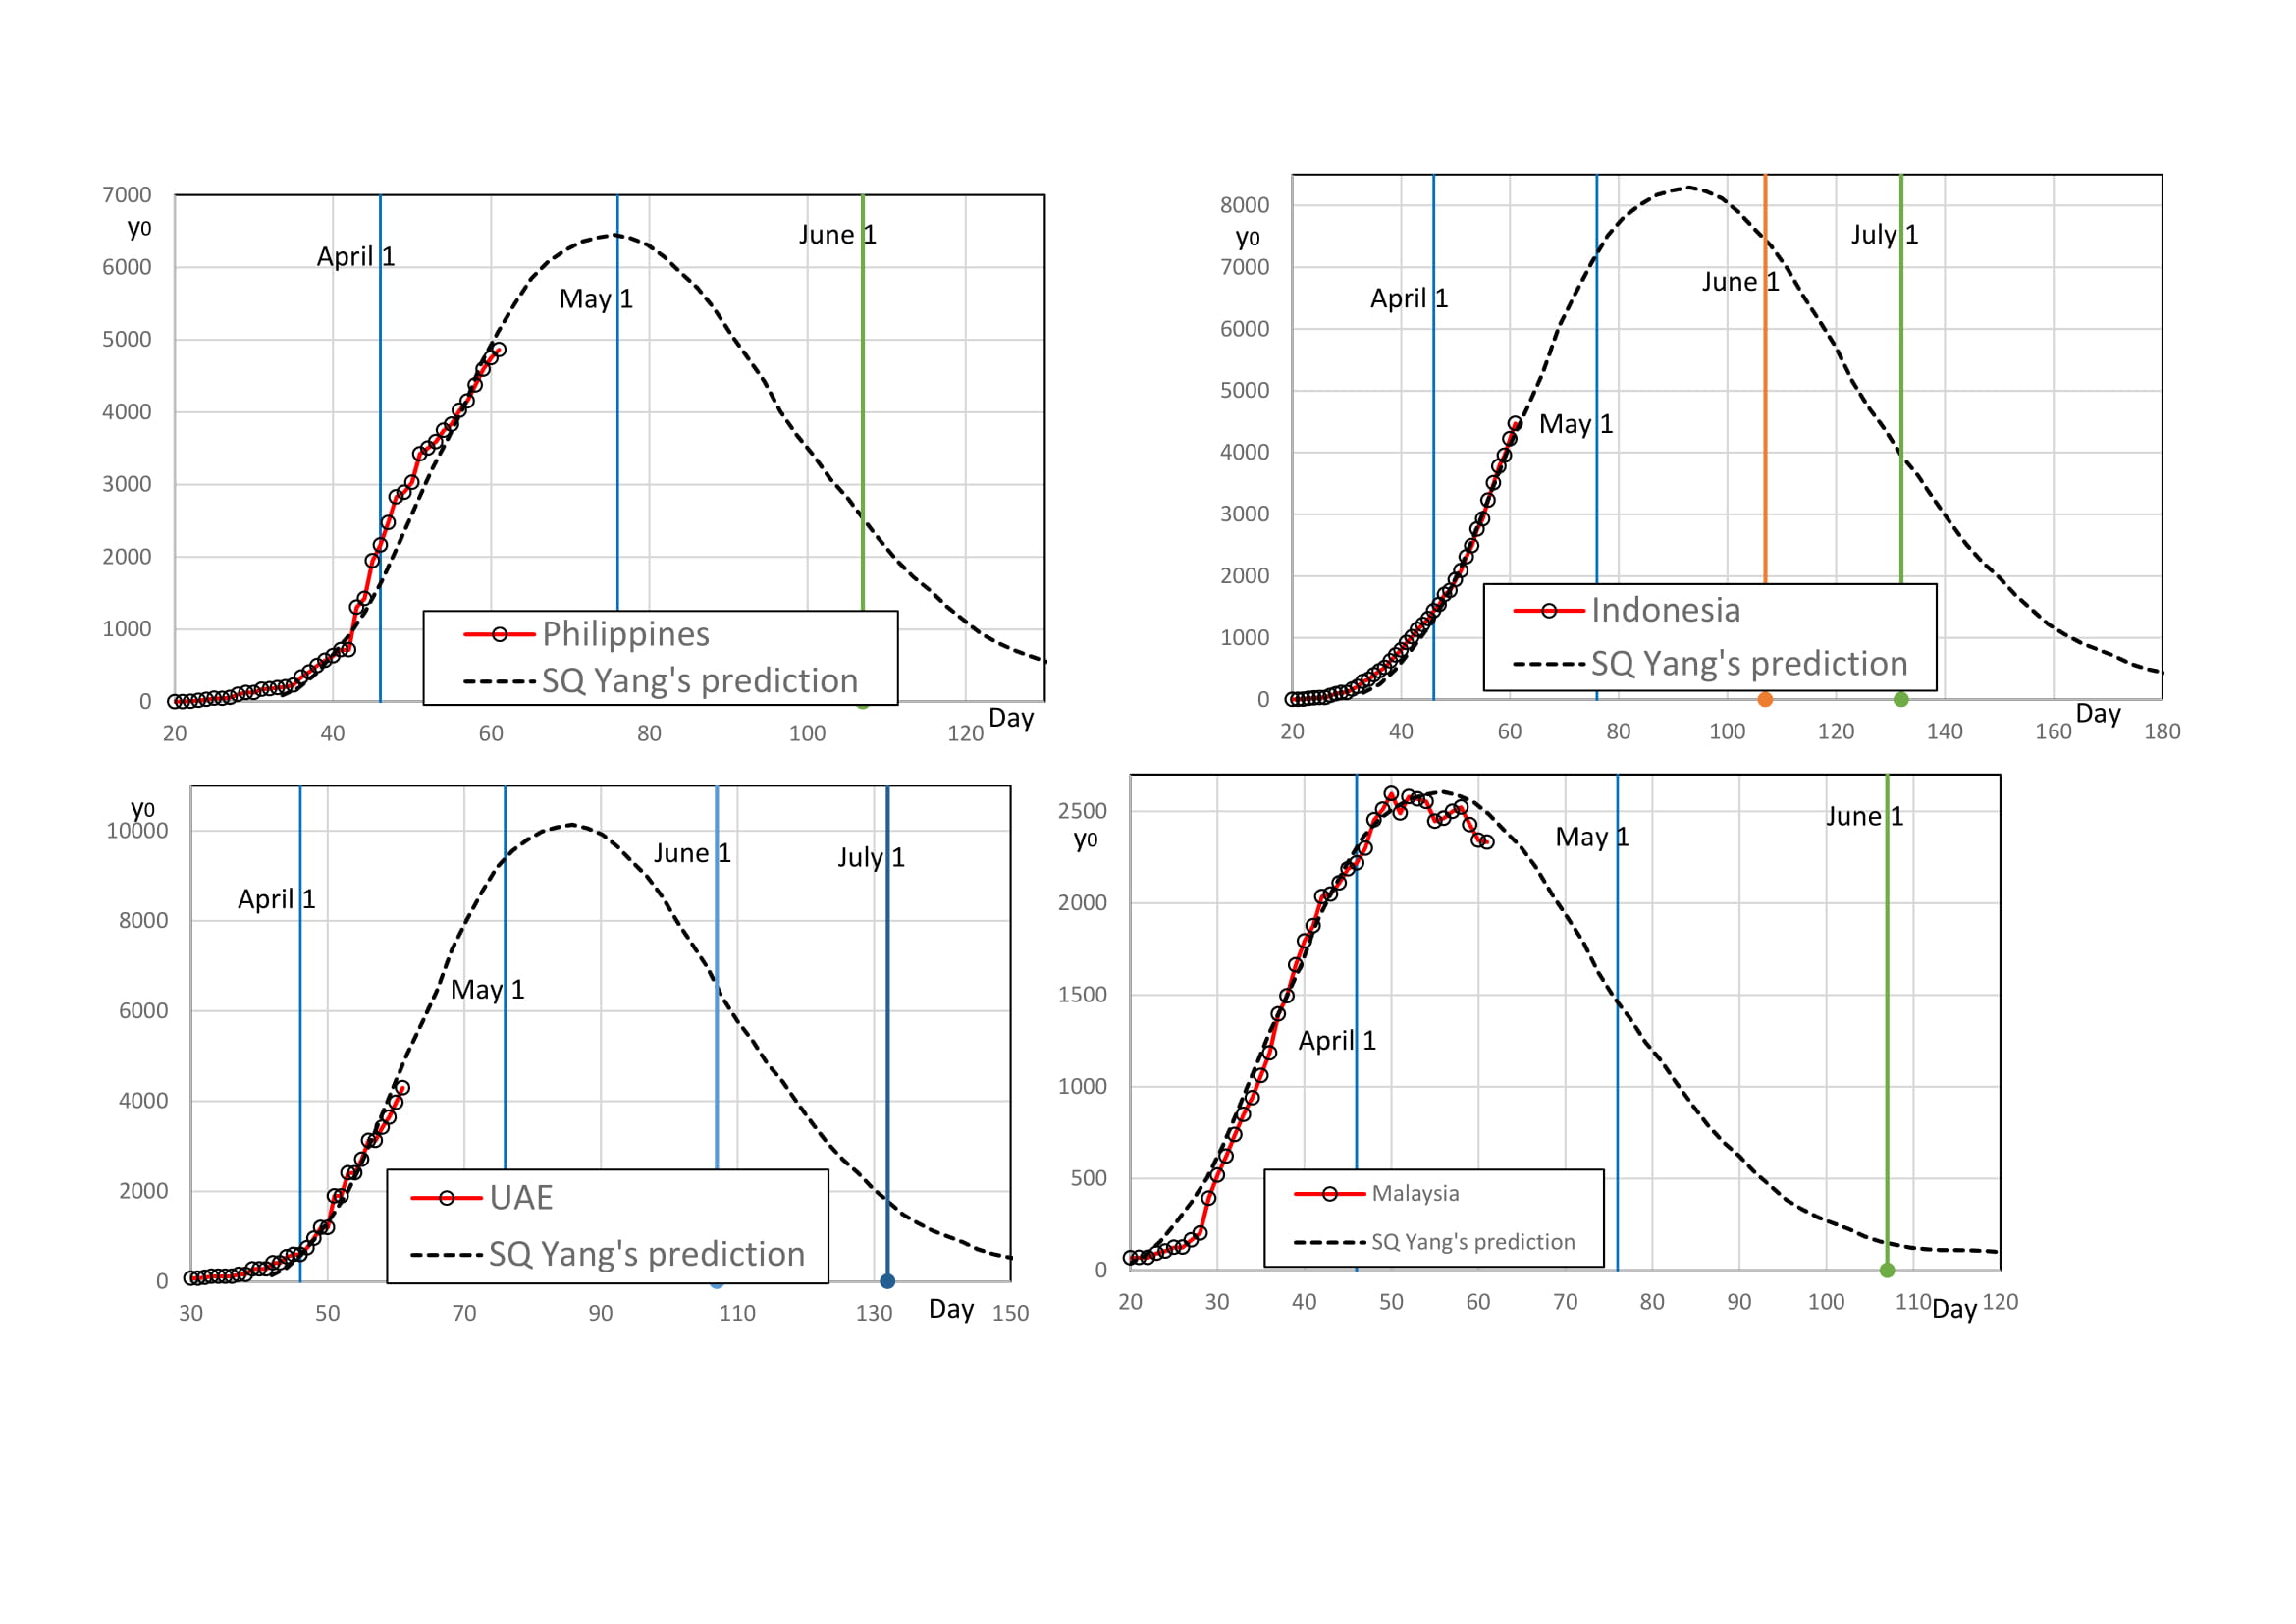 7000
y0
6000
5000
4000
3000
2000
1000
0
April 1
May 1
June 1
Philippines
SQ Yang's prediction
Day
20 40 60 80 100 120
8000
y0
7000
6000
5000
4000
3000
2000
1000
0
April 1
May 1
June 1
July 1
Indonesia
SQ Yang's prediction
Day
20 40 60 80 100 120 140 160 180
y0
10000
8000
6000
4000
2000
0
April 1
May 1
June 1
July 1
UAE
SQ Yang's prediction
30 50 70 90 110 130 Day 150
2500
y0
2000
1500
1000
500
0
April 1
May 1
June 1
Malaysia
SQ Yang's prediction
20 30 40 50 60 70 80 90 100 110 Day 120